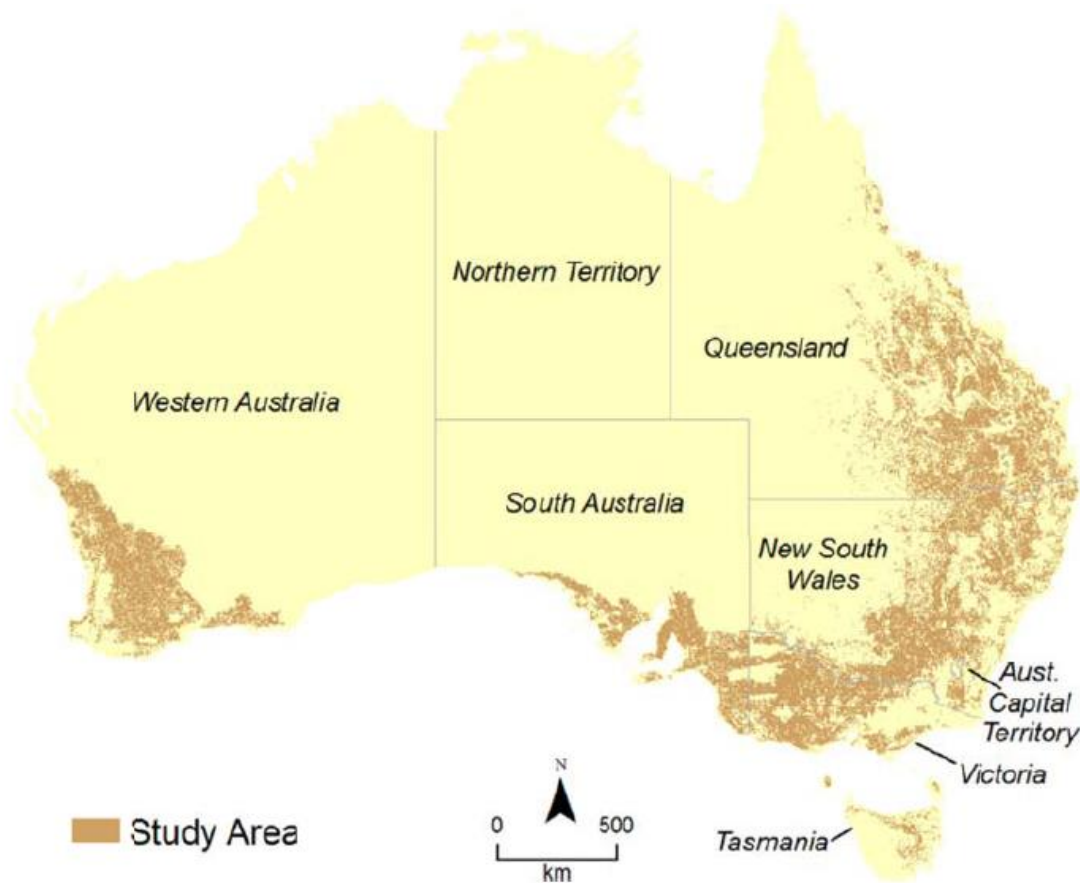 Northern Territory
Queensland
Western Australia
South Australia
New South
Wales
Aust.
Capital
Territory
Victoria
N
Study Area
0 500
km
Tasmania